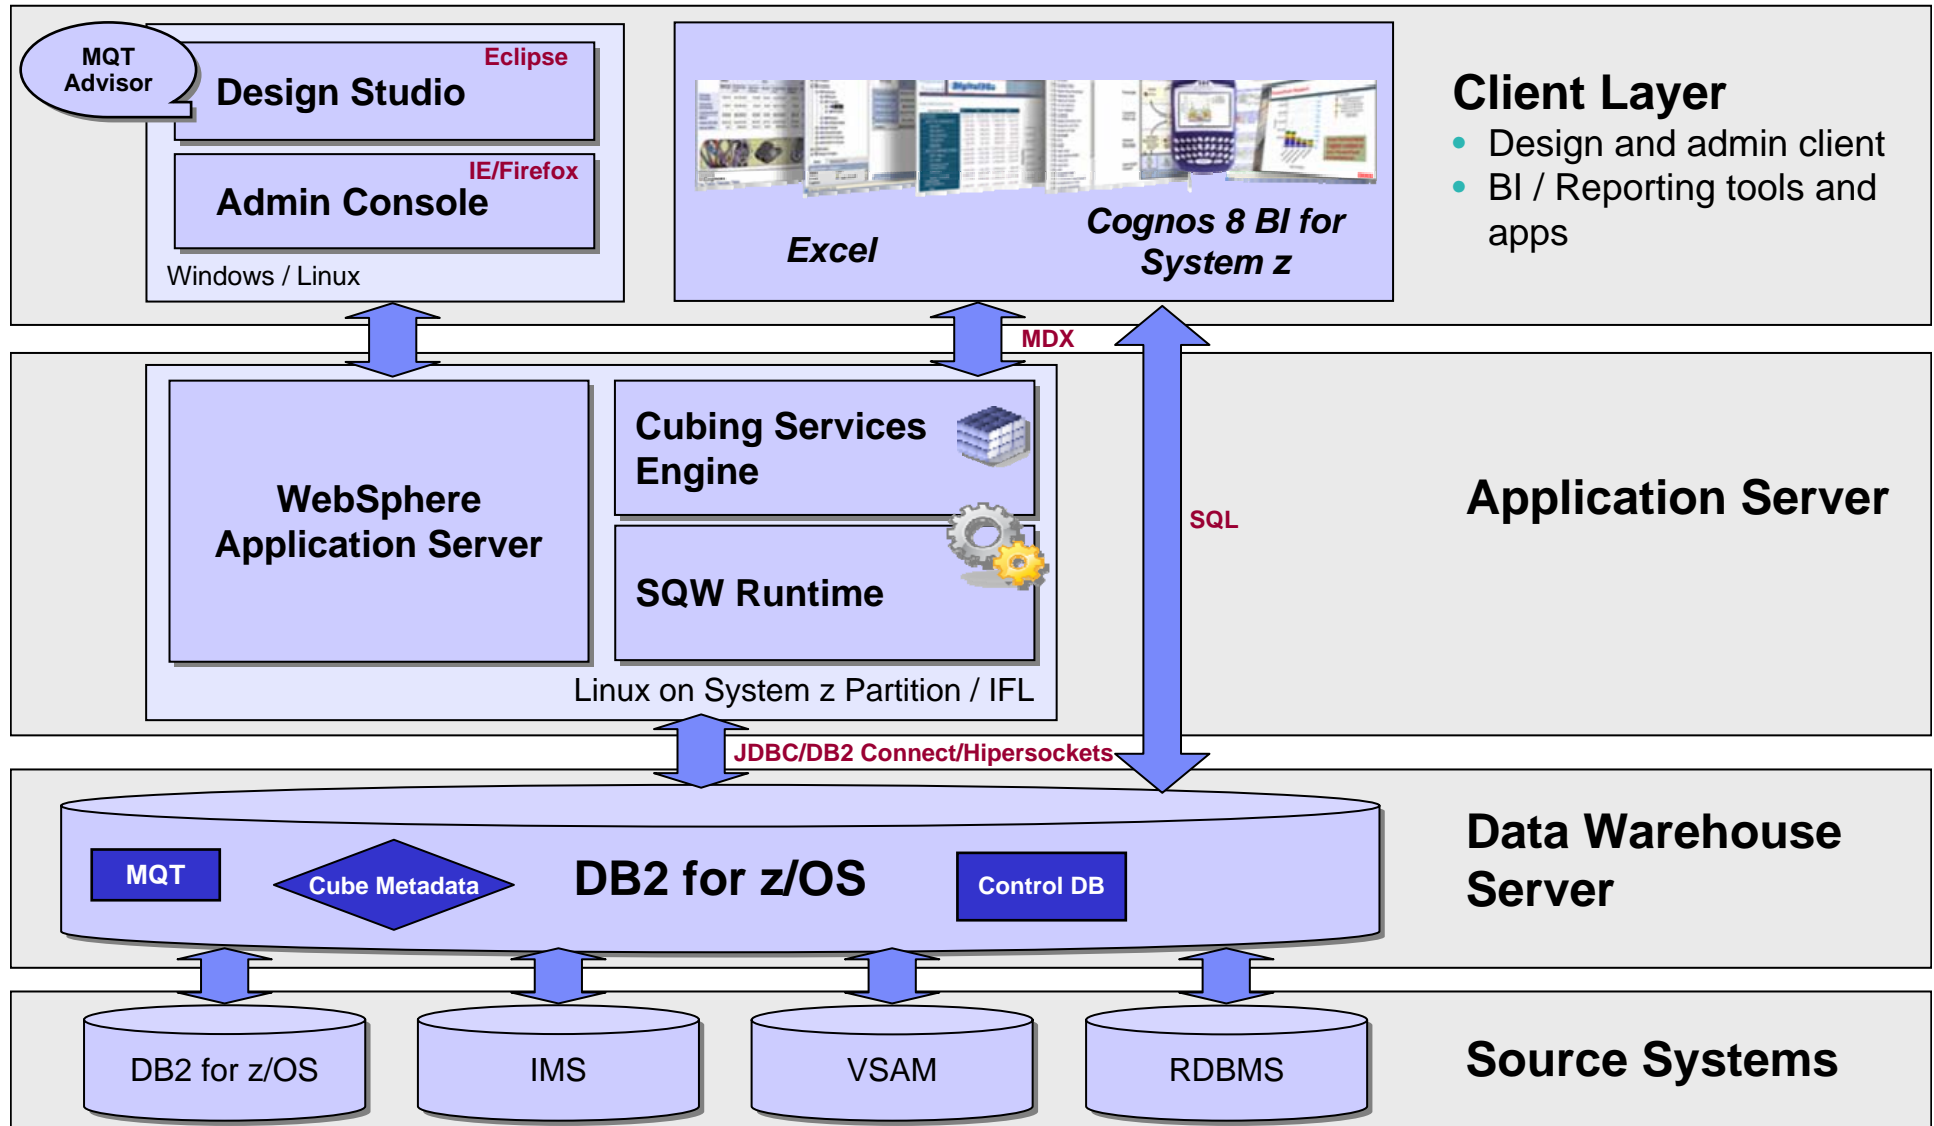 MQT
Advisor
Eclipse
Design Studio
IE/Firefox
Admin Console
Windows / Linux
Excel
Cognos 8 BI for
System z
Client Layer
• Design and admin client
• BI / Reporting tools and
apps
MDX
WebSphere
Application Server
Cubing Services
Engine
SQW Runtime
Linux on System z Partition / IFL
SQL
Application Server
JDBC/DB2 Connect/Hipersockets
MQT
Cube Metadata
DB2 for z/OS
Control DB
Data Warehouse
Server
DB2 for z/OS
IMS
VSAM
RDBMS
Source Systems